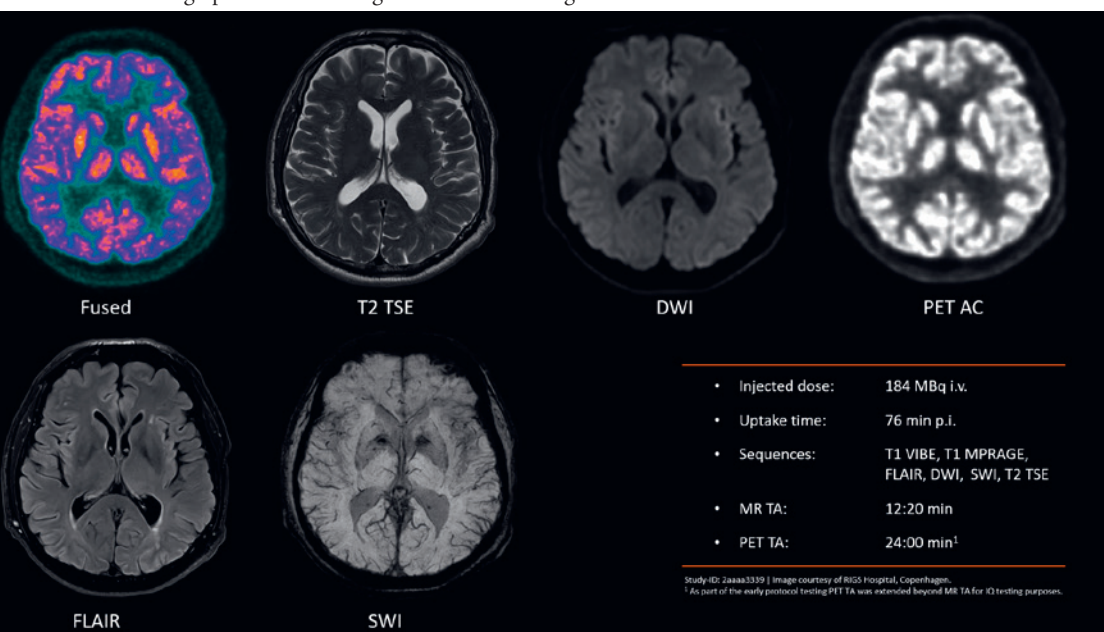 Fused
T2 TSE
DWI
PET AC
FLAIR
SWI
• Injected dose: 184 MBq i.v.
• Uptake time: 76 min p.i.
• Sequences: T1 VIBE, T1 MPRAGE,
FLAIR, DWI, SWI, T2 TSE
• MR TA: 12:20 min
• PET TA: 24:00 min¹
Study-ID: 2aaaa3339 | Image courtesy of RIGS Hospital, Copenhagen.
¹ As part of the early protocol testing PET TA was extended beyond MR TA for IQ testing purposes.